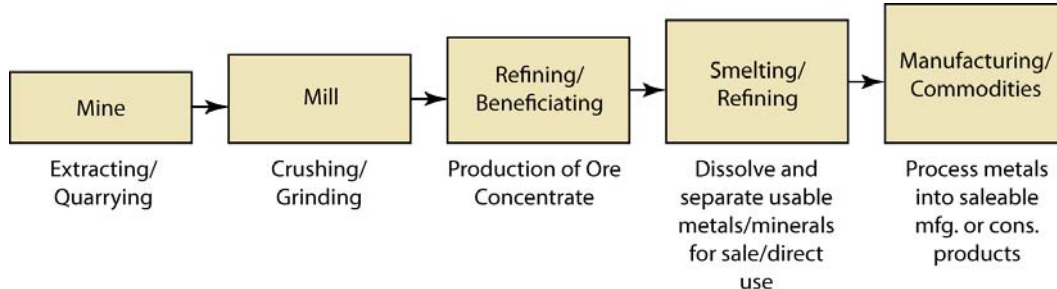 Mine
Extracting/
Quarrying
Mill
Crushing/
Grinding
Refining/
Beneficiating
Production of Ore
Concentrate
Smelting/
Refining
Dissolve and
separate usable
metals/minerals
for sale/direct
use
Manufacturing/
Commodities
Process metals
into saleable
mfg. or cons.
products